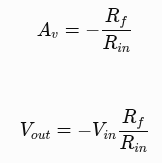 A_v = -\frac{R_f}{R_{in}}
V_{out} = -V_{in}\frac{R_f}{R_{in}}